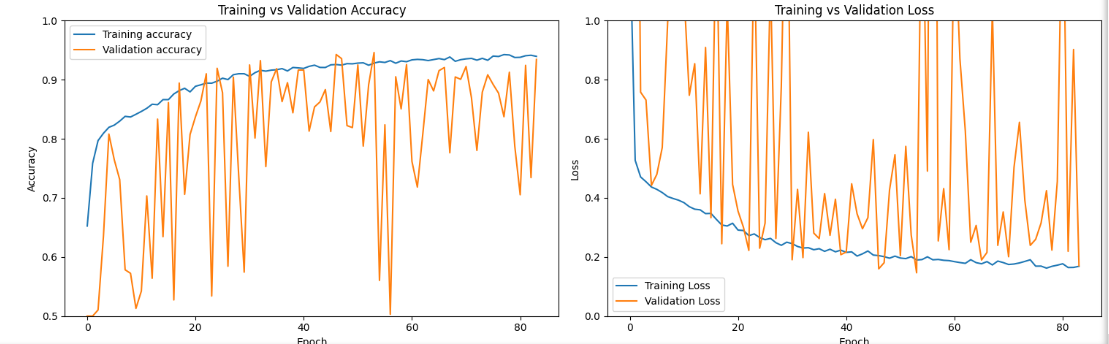 Training vs Validation Accuracy
1.0
0.9
0.8
0.7
0.6
0.5
Accuracy
Training accuracy
Validation accuracy
0
20
40
60
80
Epoch
Training vs Validation Loss
1.0
0.8
0.6
0.4
0.2
0.0
Loss
Training Loss
Validation Loss
0
20
40
60
80
Epoch